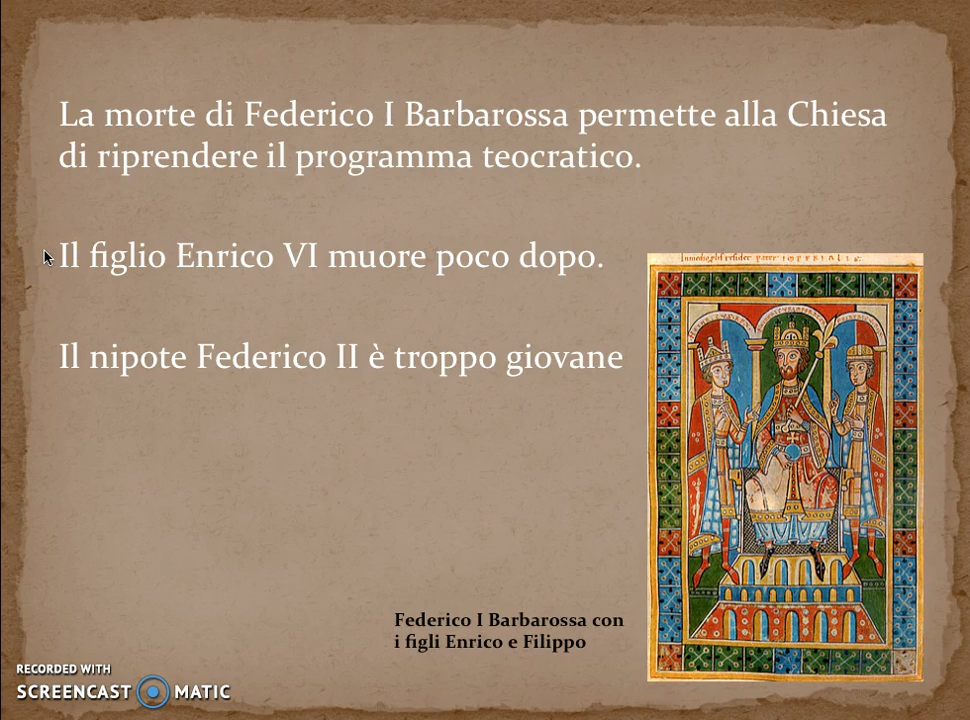 La morte di Federico I Barbarossa permette alla Chiesa
di riprendere il programma teocratico.
Il figlio Enrico VI muore poco dopo.
Il nipote Federico II è troppo giovane
Federico I Barbarossa con
i figli Enrico e Filippo
RECORDED WITH
SCREENCAST MATIC